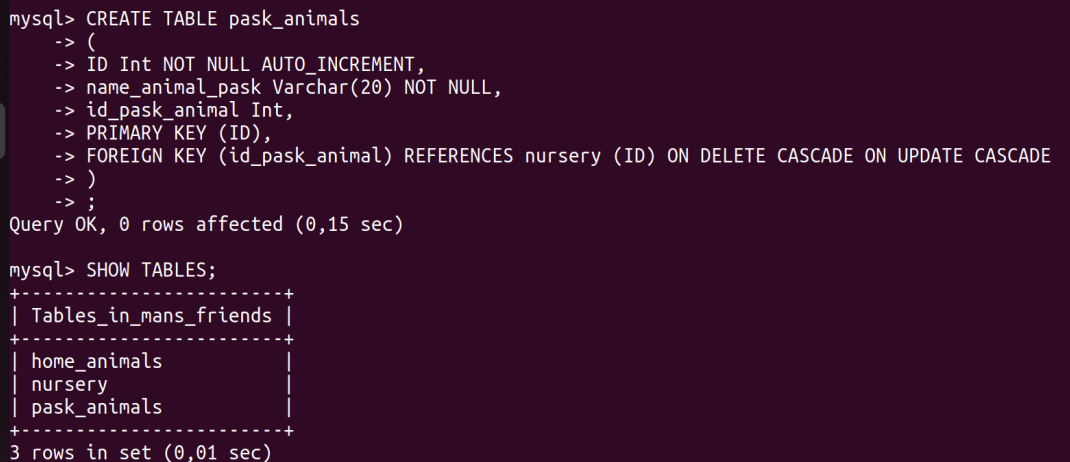 mysql> CREATE TABLE pask_animals
    -> (
    -> ID Int NOT NULL AUTO_INCREMENT,
    -> name_animal_pask Varchar(20) NOT NULL,
    -> id_pask_animal Int,
    -> PRIMARY KEY (ID),
    -> FOREIGN KEY (id_pask_animal) REFERENCES nursery (ID) ON DELETE CASCADE ON UPDATE CASCADE
    -> )
    -> ;
Query OK, 0 rows affected (0,15 sec)

mysql> SHOW TABLES;
+------------------------+
| Tables_in_mans_friends |
+------------------------+
| home_animals           |
| nursery                |
| pask_animals           |
+------------------------+
3 rows in set (0,01 sec)